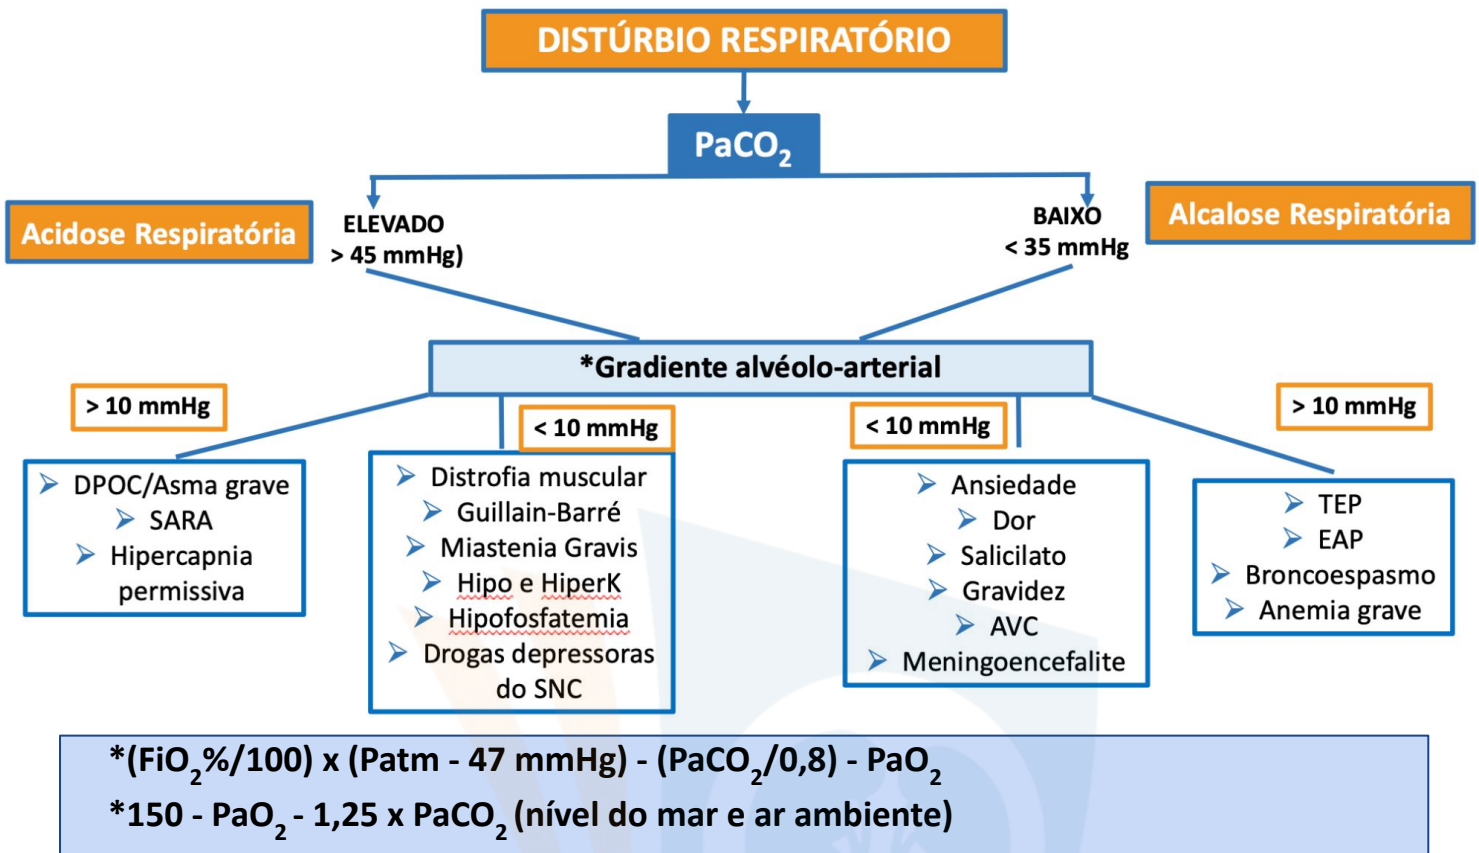 DISTÚRBIO RESPIRATÓRIO
PaCO₂
Acidose Respiratória
ELEVADO
> 45 mmHg)
BAIXO
< 35 mmHg
Alcalose Respiratória
*Gradiente alvéolo-arterial
> 10 mmHg
< 10 mmHg
< 10 mmHg
> 10 mmHg
DPOC/Asma grave
SARA
Hipercapnia
permissiva
Distrofia muscular
Guillain-Barré
Miastenia Gravis
Hipo e HiperK
Hipofosfatemia
Drogas depressoras
do SNC
Ansiedade
Dor
Salicilato
Gravidez
AVC
Meningoencefalite
TEP
EAP
Broncoespasmo
Anemia grave
*(FiO₂%/100) x (Patm - 47 mmHg) - (PaCO₂/0,8) - PaO₂
*150 - PaO₂ - 1,25 x PaCO₂ (nível do mar e ar ambiente)